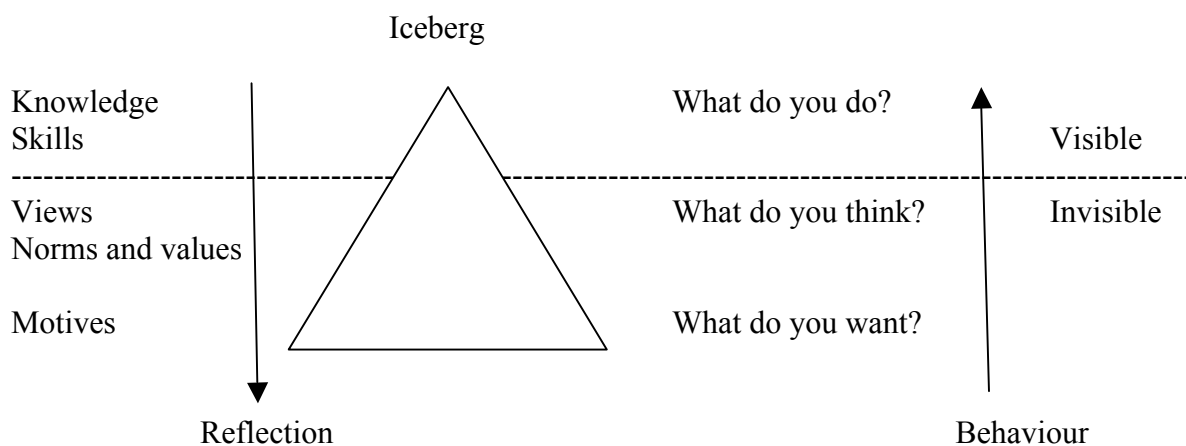 Iceberg
Knowledge What do you do?
Skills Visible
Views What do you think? Invisible
Norms and values
Motives What do you want?
Reflection Behaviour